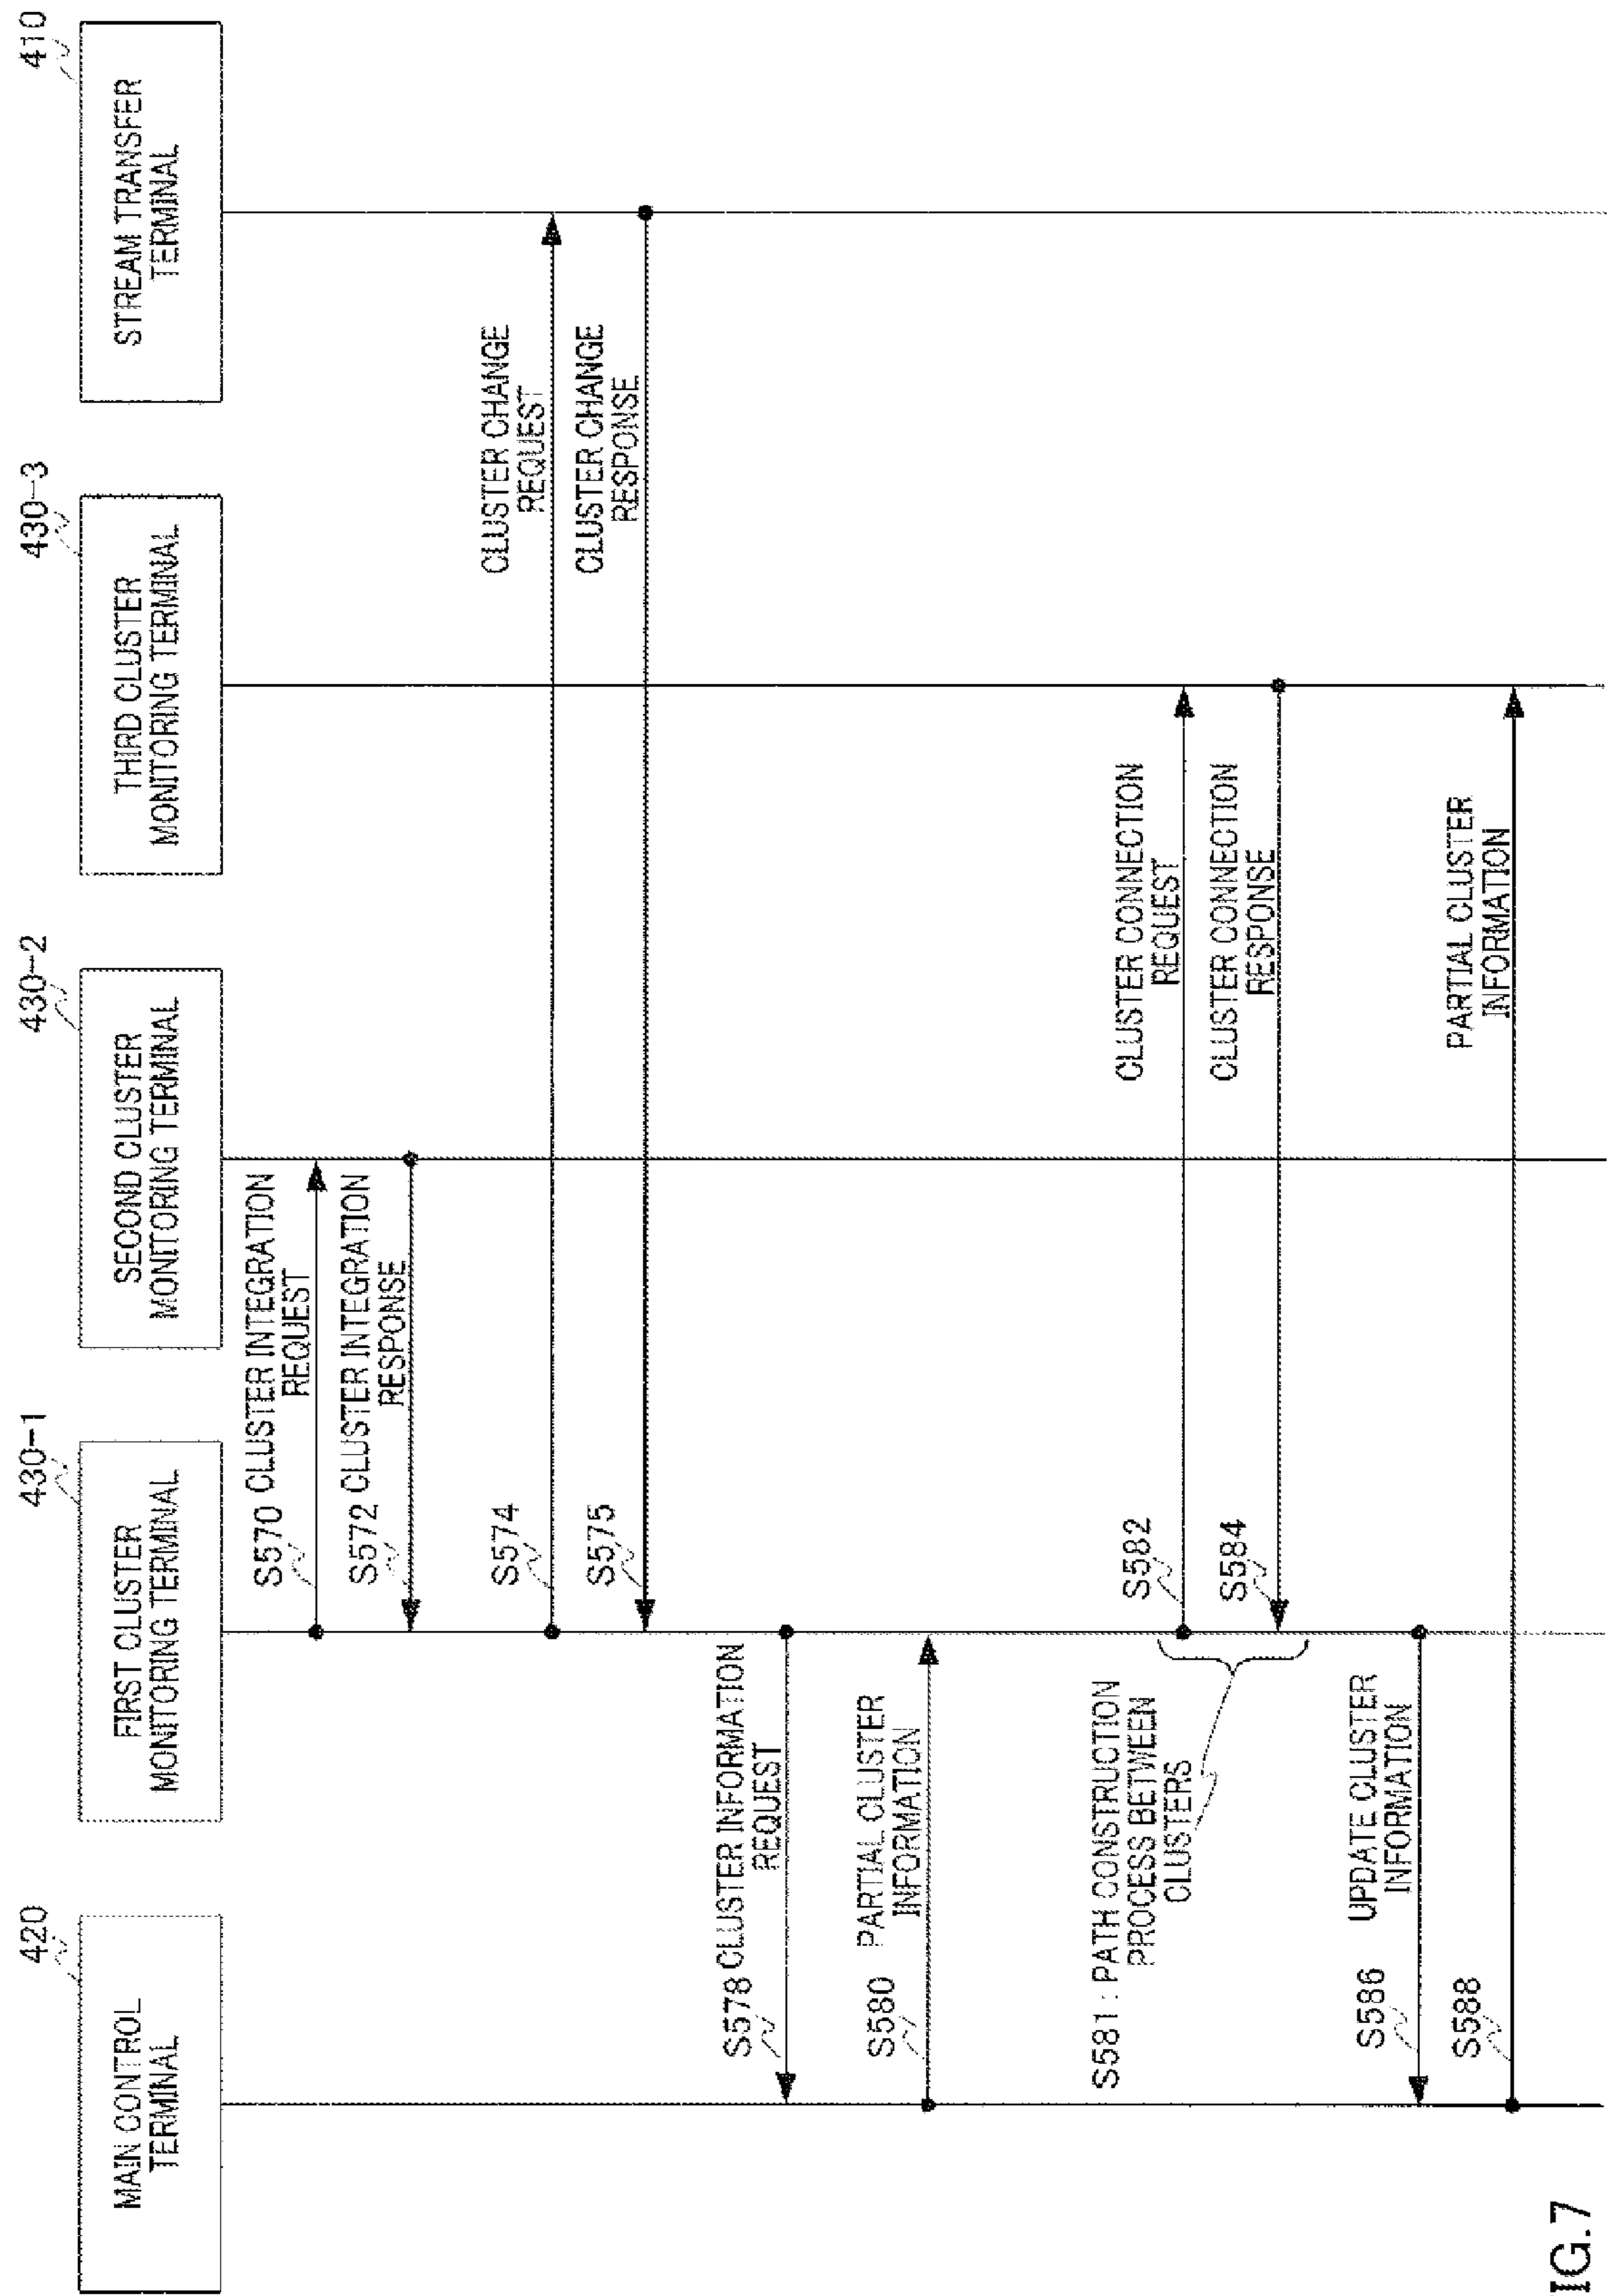 420
430-1
430-2
430-3
410
MAIN CONTROL
TERMINAL
FIRST CLUSTER
MONITORING TERMINAL
SECOND CLUSTER
MONITORING TERMINAL
THIRD CLUSTER
MONITORING TERMINAL
STREAM TRANSFER
TERMINAL
S570 CLUSTER INTEGRATION
REQUEST
S572 CLUSTER INTEGRATION
RESPONSE
S574
CLUSTER CHANGE
REQUEST
S575
CLUSTER CHANGE
RESPONSE
S578 CLUSTER INFORMATION
REQUEST
S580
PARTIAL CLUSTER
INFORMATION
S581 : PATH CONSTRUCTION
PROCESS BETWEEN
CLUSTERS
S582
CLUSTER CONNECTION
REQUEST
S584
CLUSTER CONNECTION
RESPONSE
S586
UPDATE CLUSTER
INFORMATION
S588
PARTIAL CLUSTER
INFORMATION
IG.7